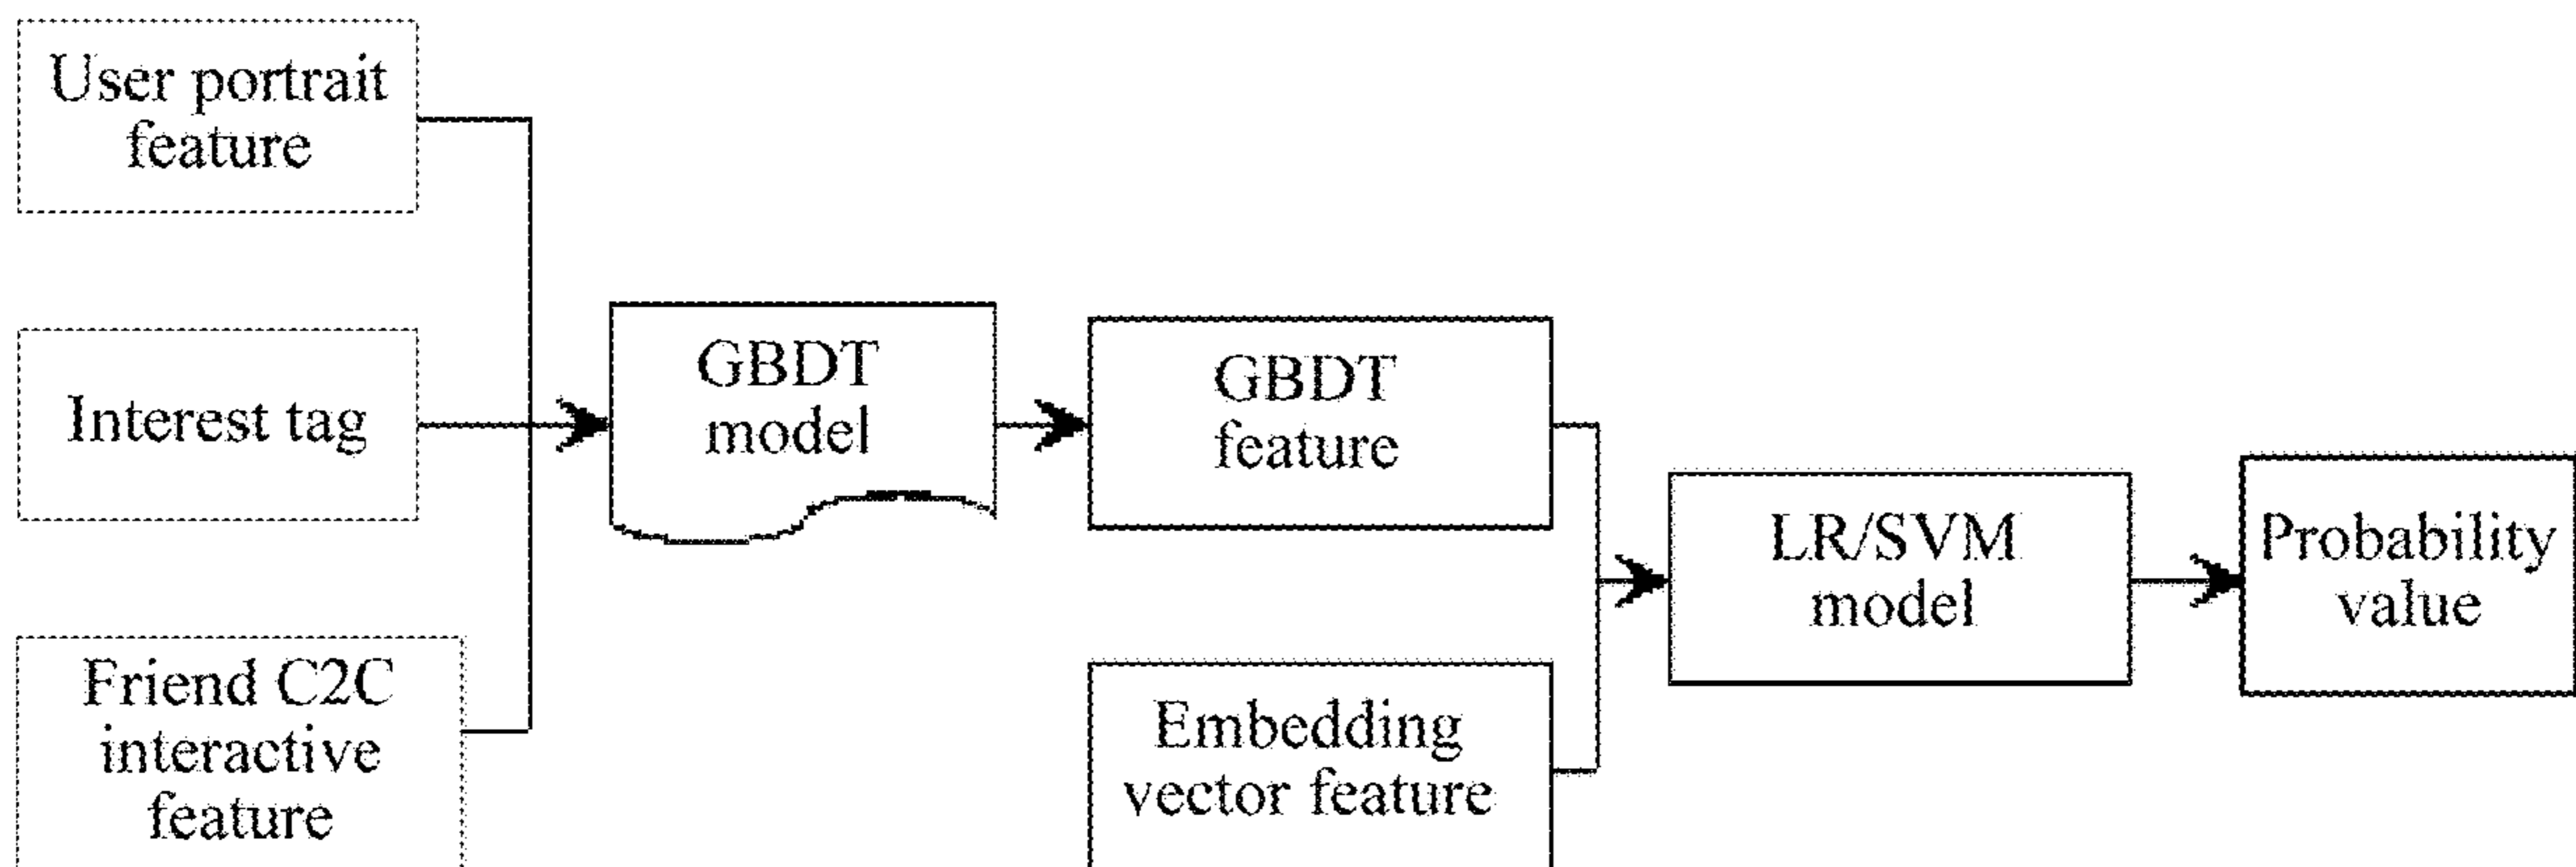 User portrait
feature
Interest tag
Friend C2C
interactive
feature
GBDT
model
GBDT
feature
Embedding
vector feature
LR/SVM
model
Probability
value